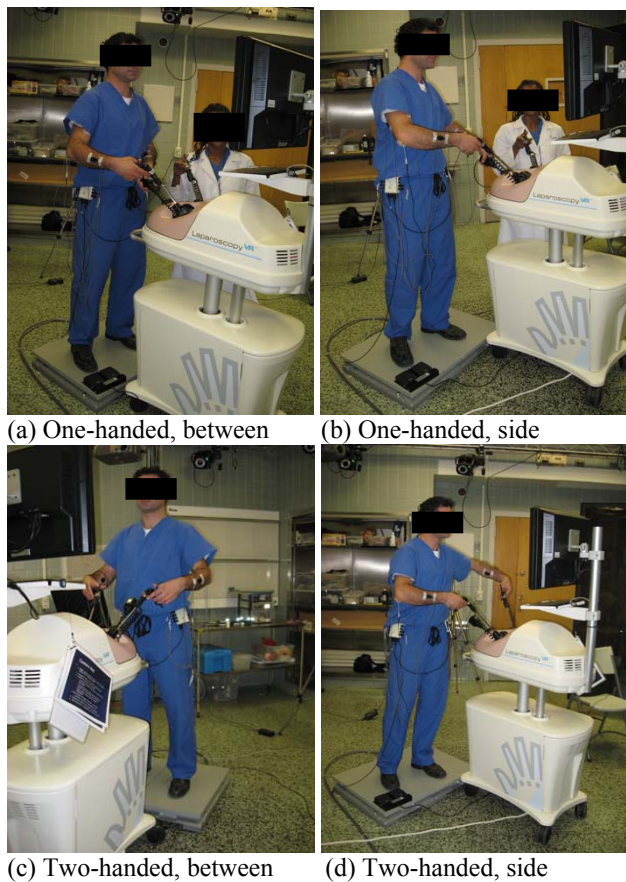 Laparoscopy VR
Laparoscopy VR
(a) One-handed, between
(b) One-handed, side
Laparoscopy VR
(c) Two-handed, between
(d) Two-handed, side